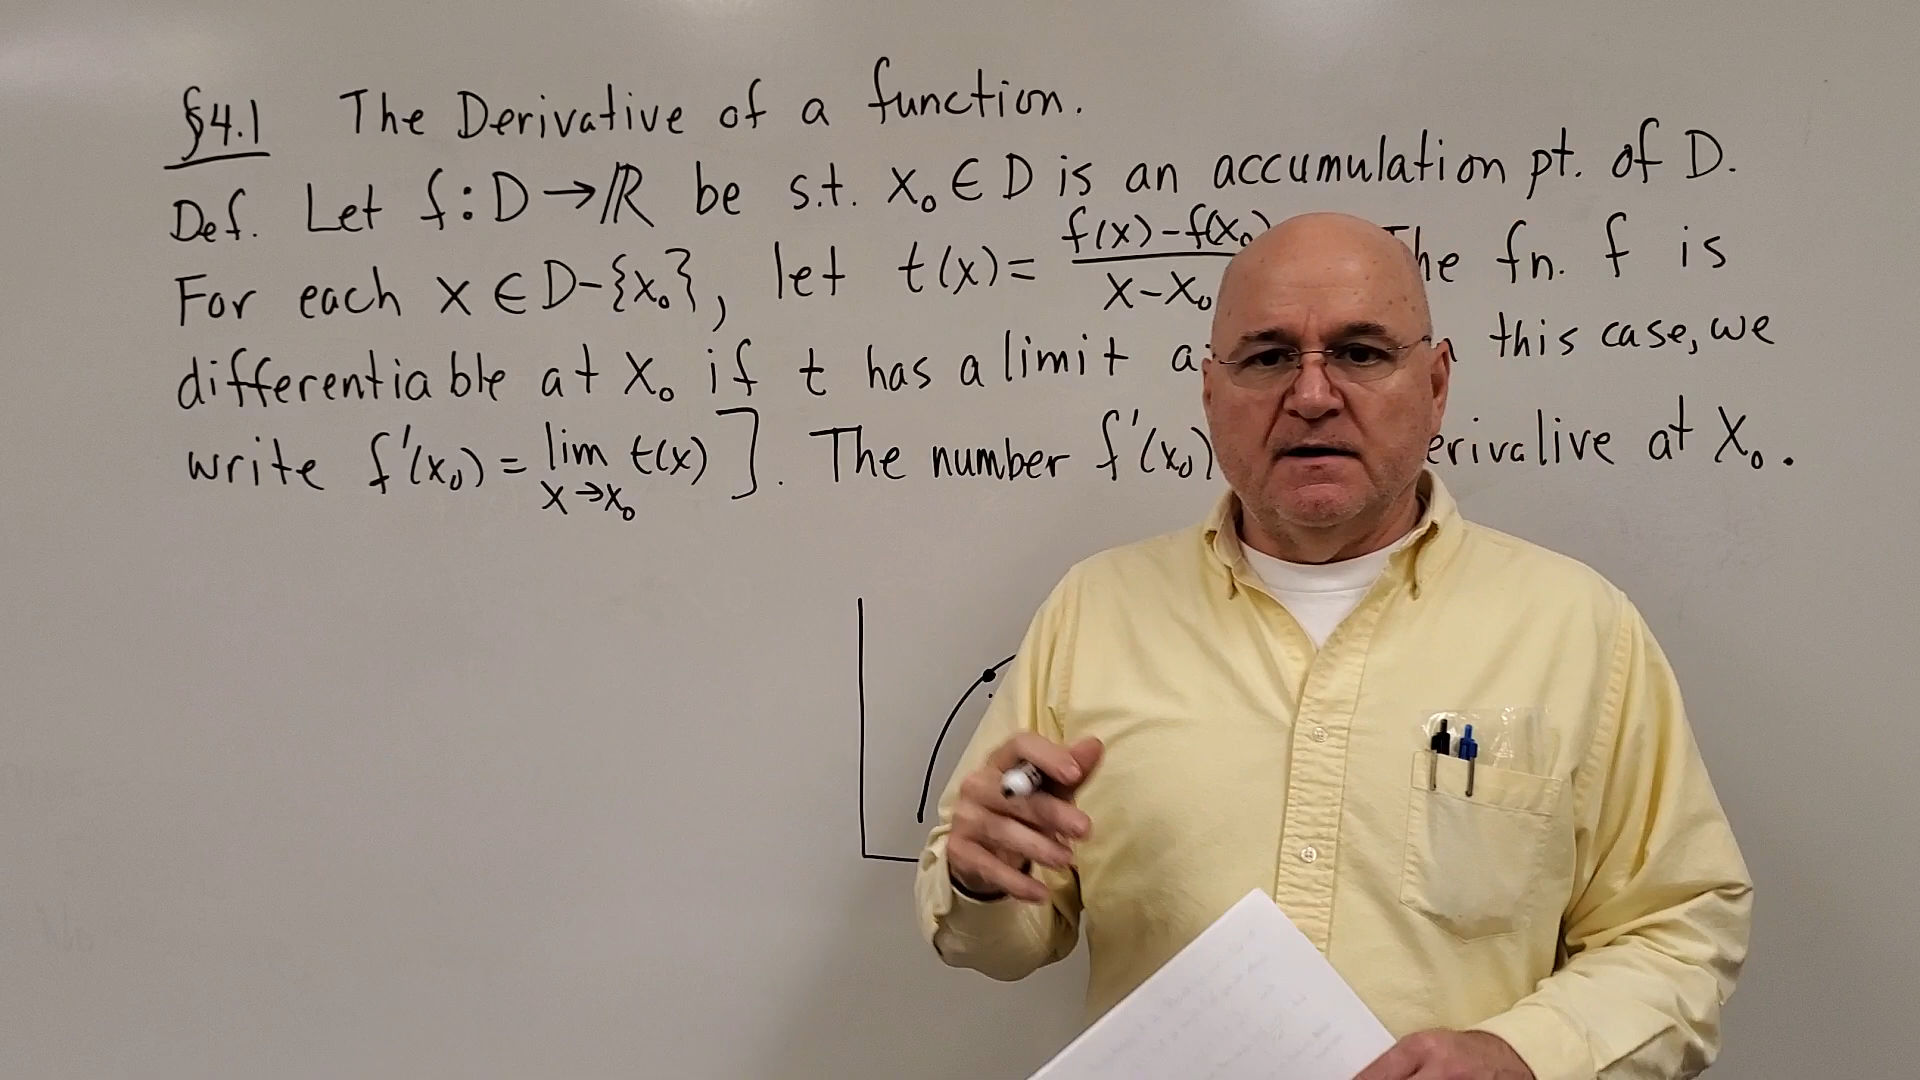 §4.1 The Derivative of a function.
Def. Let f:D→ℝ be s.t. x₀∈D is an accumulation pt. of D.
For each x∈D-{x₀}, let t(x)= (f(x)-f(x₀))/(x-x₀) The fn. f is
differentiable at x₀ if t has a limit this case, we
write f'(x₀)= lim x→x₀ t(x) ]. The number f'(x₀) at x₀.